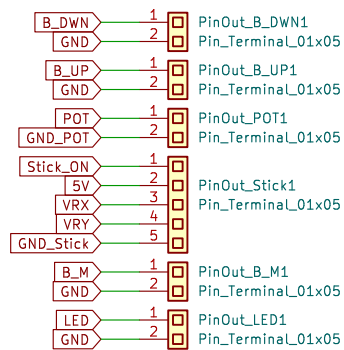 B_DWN 1 PinOut_B_DWN1
GND 2 Pin_Terminal_01x05
B_UP 1 PinOut_B_UP1
GND 2 Pin_Terminal_01x05
POT 1 PinOut_POT1
GND_POT 2 Pin_Terminal_01x05
Stick_ON 1
5V 2 PinOut_Stick1
VRX 3 Pin_Terminal_01x05
VRY 4
GND_Stick 5
B_M 1 PinOut_B_M1
GND 2 Pin_Terminal_01x05
LED 1 PinOut_LED1
GND 2 Pin_Terminal_01x05